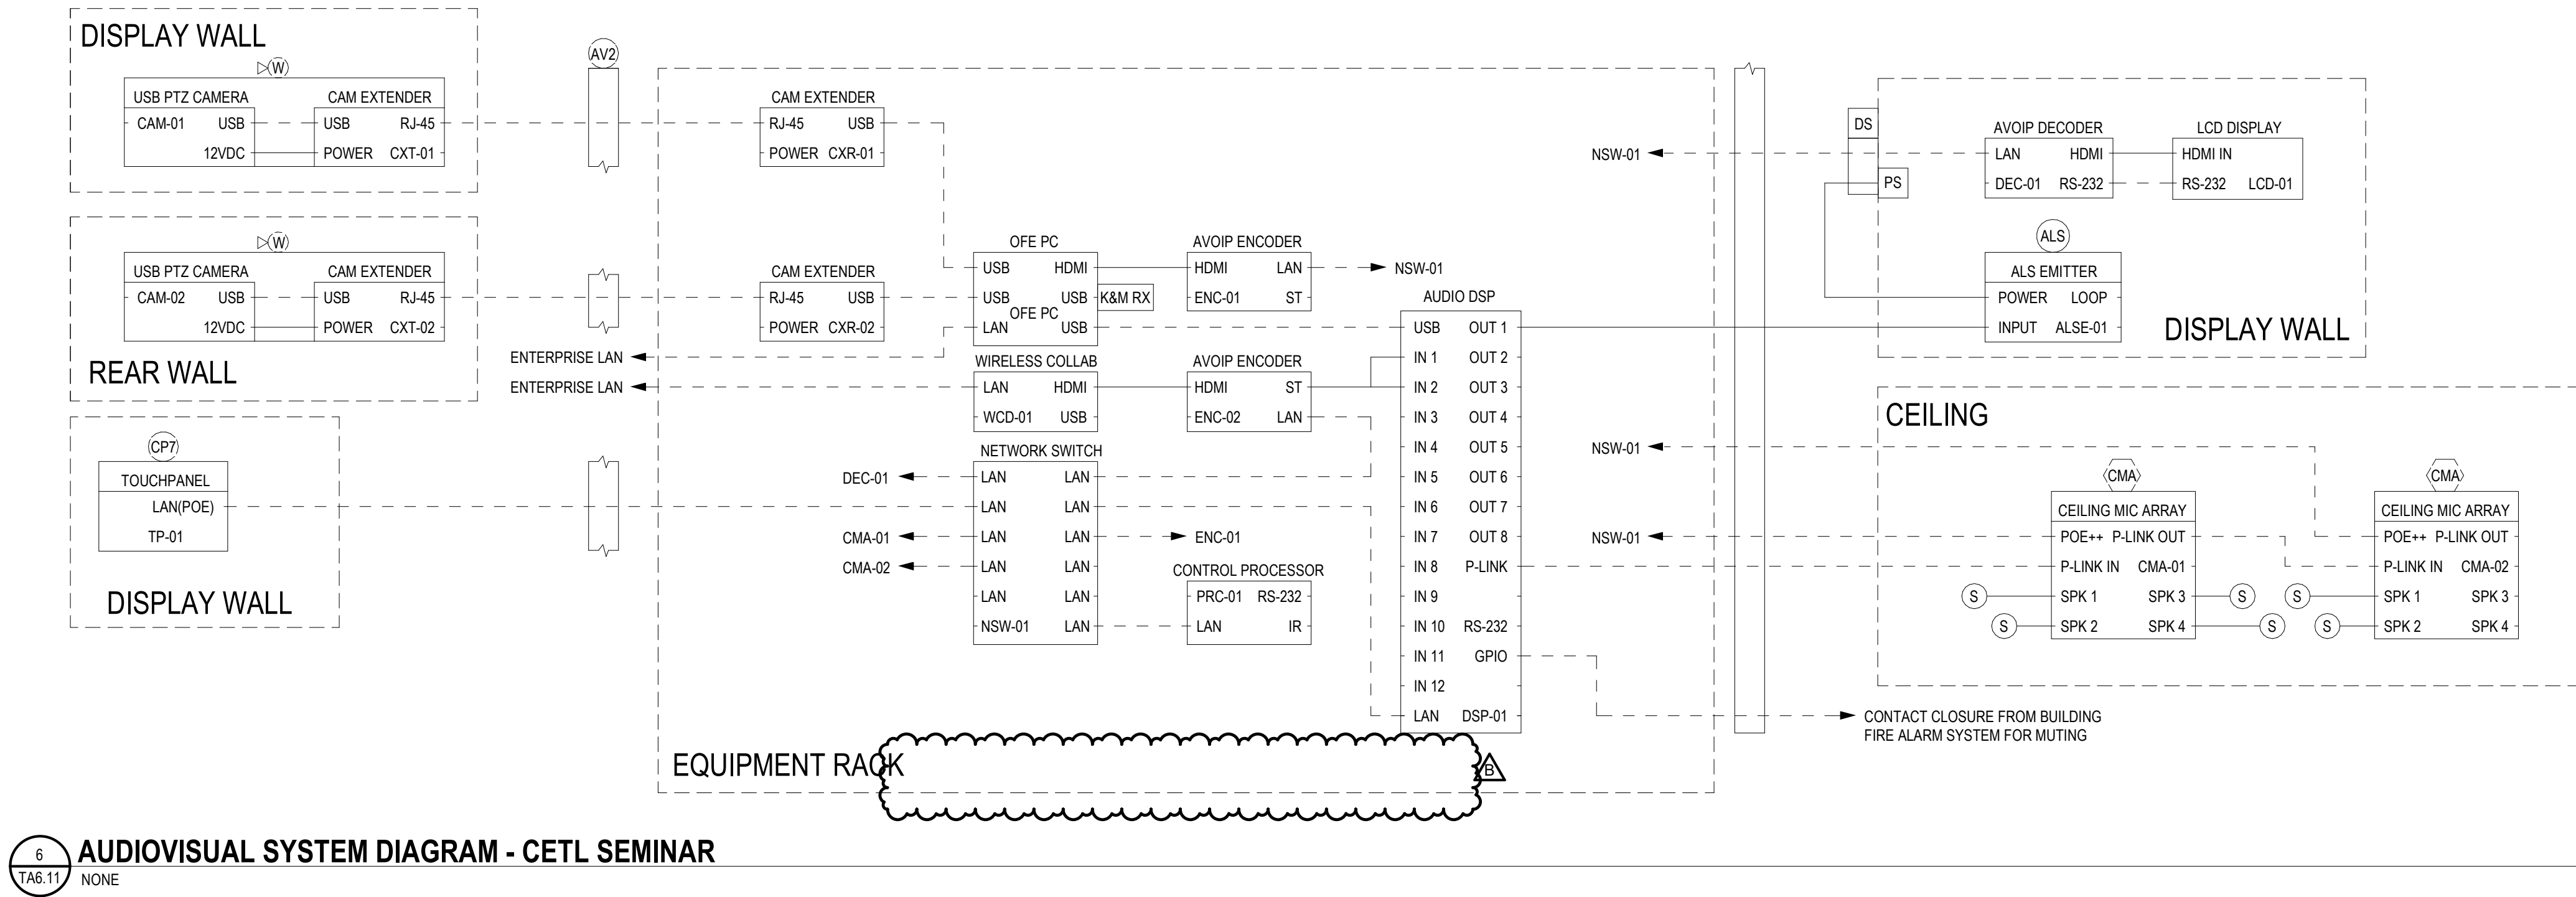 DISPLAY WALL
W
USB PTZ CAMERA CAM EXTENDER
CAM-01 USB USB RJ-45
12VDC POWER CXT-01
REAR WALL
W
USB PTZ CAMERA CAM EXTENDER
CAM-02 USB USB RJ-45
12VDC POWER CXT-02
CP7
TOUCHPANEL
LAN(POE)
TP-01
DISPLAY WALL
AV2
CAM EXTENDER
RJ-45 USB
POWER CXR-01
CAM EXTENDER
RJ-45 USB
POWER CXR-02
ENTERPRISE LAN
ENTERPRISE LAN
OFE PC
USB HDMI
USB USB K&M RX
OFE PC
LAN USB
AVOIP ENCODER
HDMI LAN
ENC-01 ST
NSW-01
WIRELESS COLLAB
LAN HDMI
WCD-01 USB
AVOIP ENCODER
HDMI ST
ENC-02 LAN
NETWORK SWITCH
DEC-01 LAN LAN
LAN LAN
CMA-01 LAN LAN ENC-01
CMA-02 LAN LAN
LAN LAN
NSW-01 LAN
CONTROL PROCESSOR
PRC-01 RS-232
LAN IR
AUDIO DSP
USB OUT 1
IN 1 OUT 2
IN 2 OUT 3
IN 3 OUT 4
IN 4 OUT 5
IN 5 OUT 6
IN 6 OUT 7
IN 7 OUT 8
IN 8 P-LINK
IN 9
IN 10 RS-232
IN 11 GPIO
IN 12
LAN DSP-01
EQUIPMENT RACK
B
NSW-01
NSW-01
NSW-01
DS
PS
AVOIP DECODER
LAN HDMI
DEC-01 RS-232
LCD DISPLAY
HDMI IN
RS-232 LCD-01
ALS
ALS EMITTER
POWER LOOP
INPUT ALSE-01
DISPLAY WALL
CEILING
CMA
CEILING MIC ARRAY
POE++ P-LINK OUT
P-LINK IN CMA-01
S SPK 1 SPK 3 S
S SPK 2 SPK 4 S
CMA
CEILING MIC ARRAY
POE++ P-LINK OUT
P-LINK IN CMA-02
S SPK 1 SPK 3
S SPK 2 SPK 4
CONTACT CLOSURE FROM BUILDING
FIRE ALARM SYSTEM FOR MUTING
6
TA6.11
AUDIOVISUAL SYSTEM DIAGRAM - CETL SEMINAR
NONE